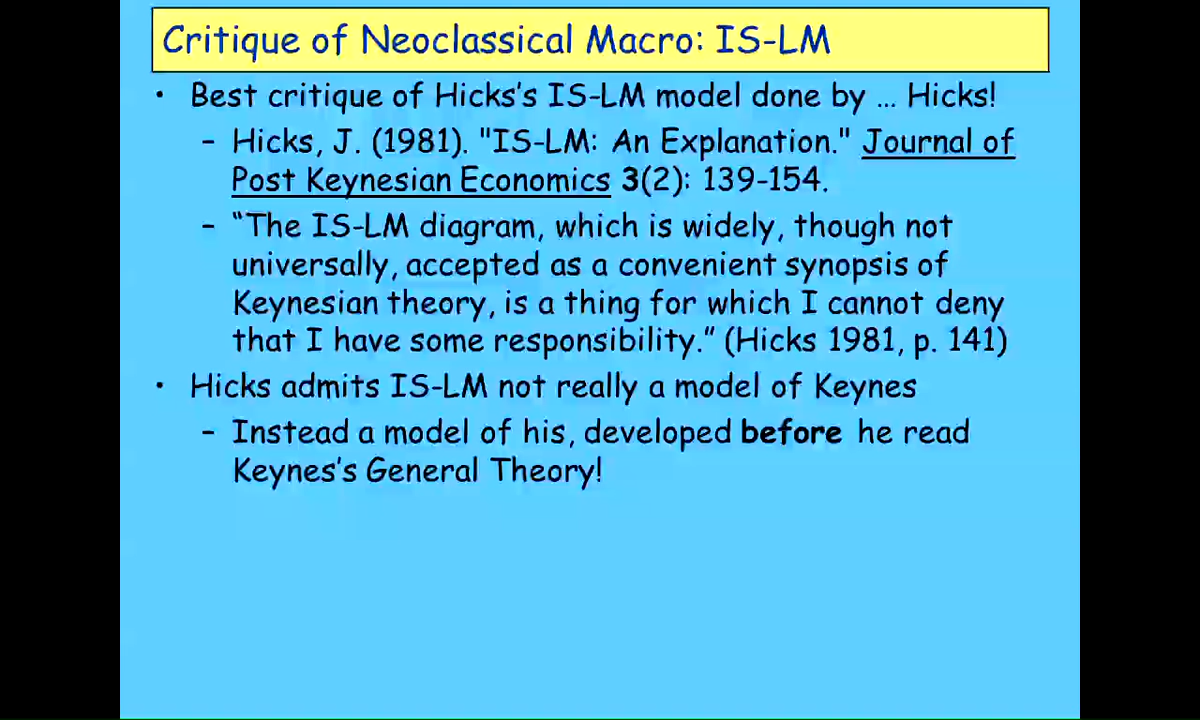 Critique of Neoclassical Macro: IS-LM
• Best critique of Hicks's IS-LM model done by … Hicks!
– Hicks, J. (1981). "IS-LM: An Explanation." Journal of
Post Keynesian Economics 3(2): 139-154.
– “The IS-LM diagram, which is widely, though not
universally, accepted as a convenient synopsis of
Keynesian theory, is a thing for which I cannot deny
that I have some responsibility.” (Hicks 1981, p. 141)
• Hicks admits IS-LM not really a model of Keynes
– Instead a model of his, developed before he read
Keynes's General Theory!